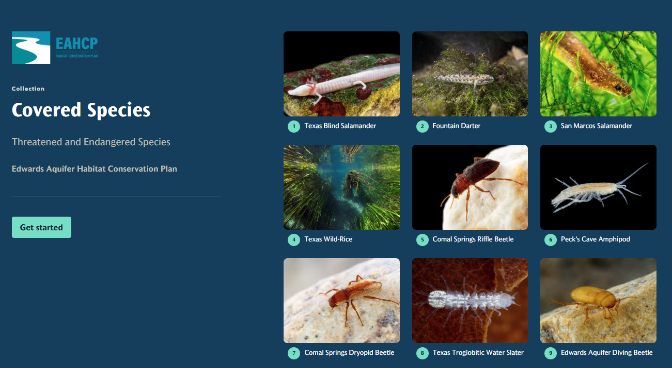 EAHCP
Collection
Covered Species
Threatened and Endangered Species
Edwards Aquifer Habitat Conservation Plan
Get started
1 Texas Blind Salamander
2 Fountain Darter
3 San Marcos Salamander
4 Texas Wild-Rice
5 Comal Springs Riffle Beetle
6 Peck's Cave Amphipod
7 Comal Springs Dryopid Beetle
8 Texas Troglobitic Water Slater
9 Edwards Aquifer Diving Beetle